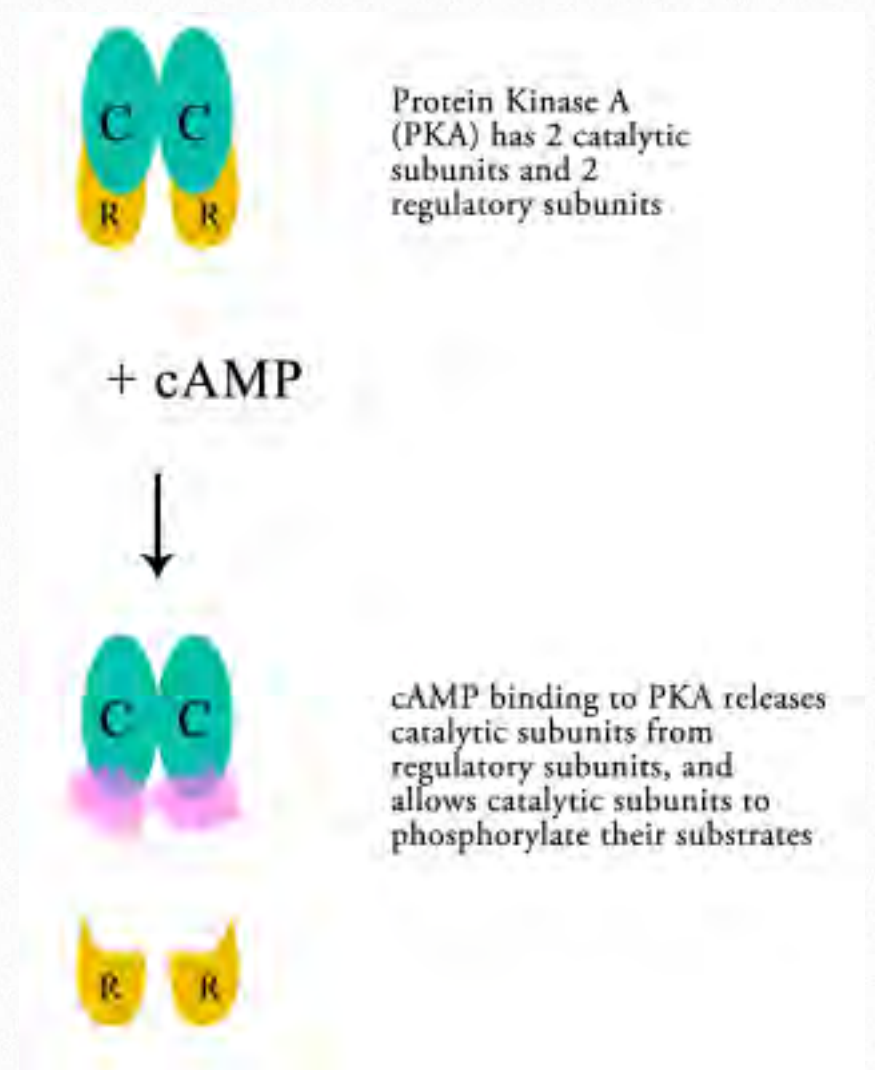 C C
R R
Protein Kinase A
(PKA) has 2 catalytic
subunits and 2
regulatory subunits
+ cAMP
C C
cAMP binding to PKA releases
catalytic subunits from
regulatory subunits, and
allows catalytic subunits to
phosphorylate their substrates
R R